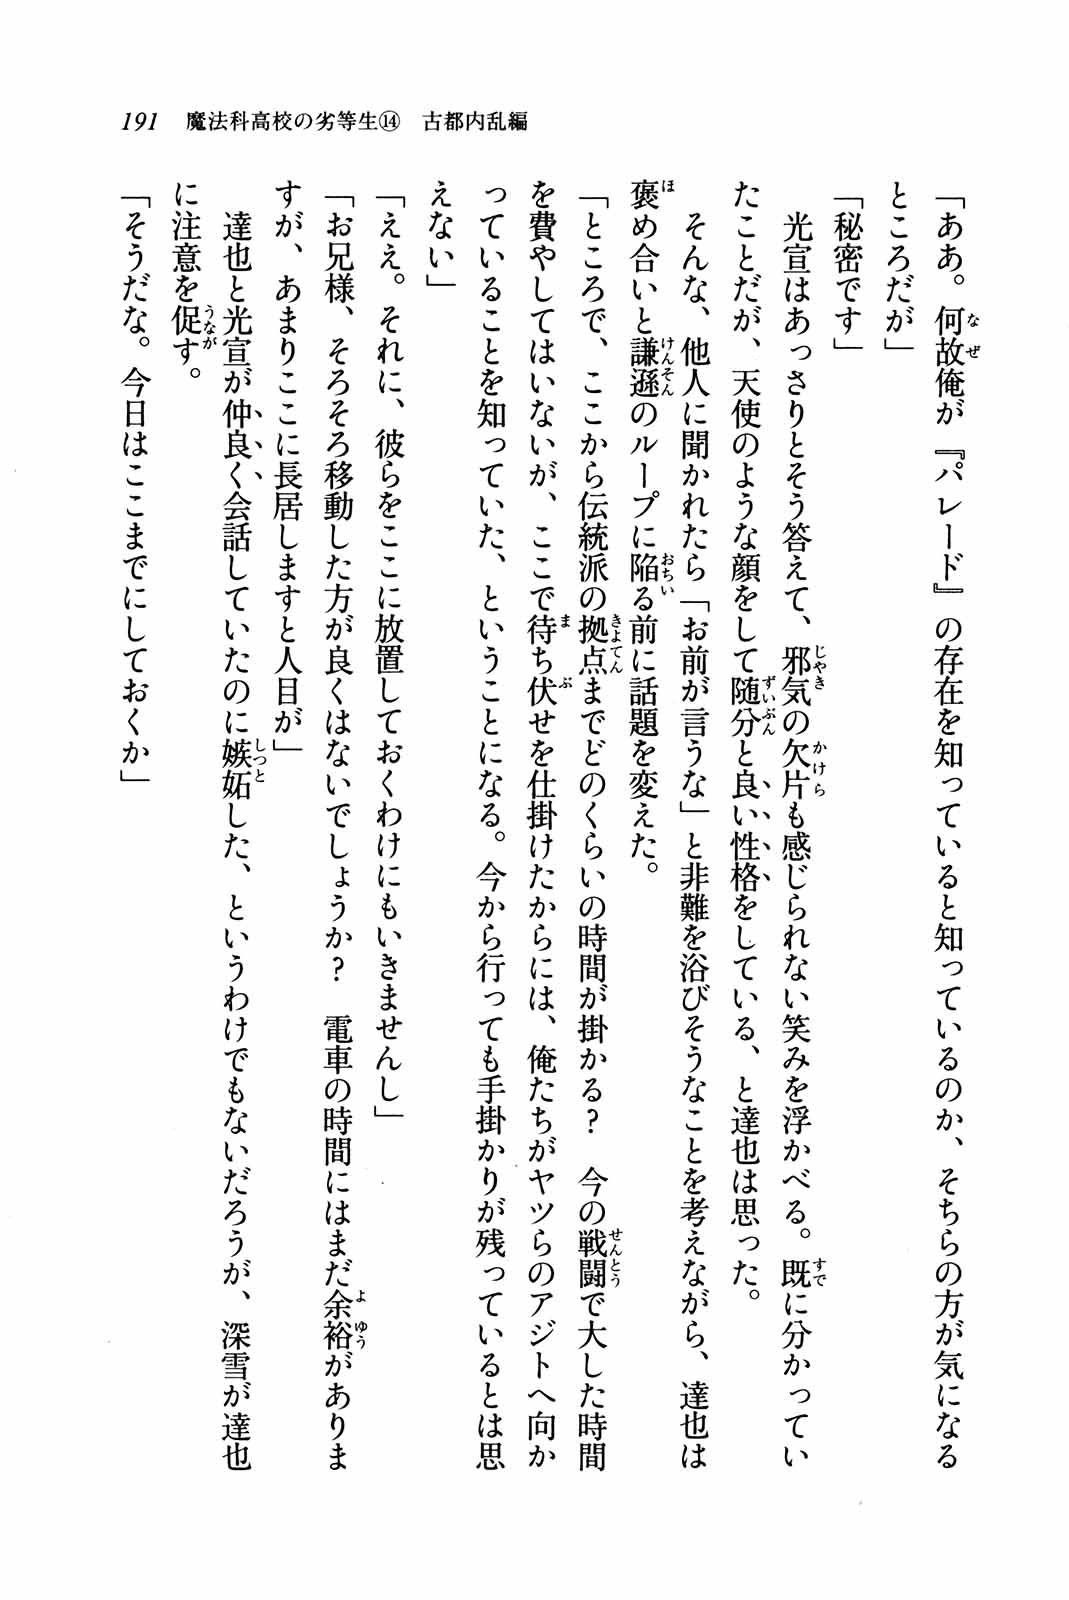 191 魔法科高校の劣等生⑭ 古都内乱編
「ああ。何故俺が『パレード』の存在を知っていると知っているのか、そちらの方が気になる
ところだが」
「秘密です」
光宣はあっさりとそう答えて、邪気の欠片も感じられない笑みを浮かべる。既に分かってい
たことだが、天使のような顔をして随分と良い性格をしている、と達也は思った。
そんな、他人に聞かれたら「お前が言うな」と非難を浴びそうなことを考えながら、達也は
褒め合いと謙遜のループに陥る前に話題を変えた。
「ところで、ここから伝統派の拠点までどのくらいの時間が掛かる? 今の戦闘で大した時間
を費やしてはいないが、ここで待ち伏せを仕掛けたからには、俺たちがヤツらのアジトへ向か
っていることを知っていた、ということになる。今から行っても手掛かりが残っているとは思
えない」
「ええ。それに、彼らをここに放置しておくわけにもいきませんし」
「お兄様、そろそろ移動した方が良くはないでしょうか? 電車の時間にはまだ余裕がありま
すが、あまりここに長居しますと人目が」
達也と光宣が仲良く会話していたのに嫉妬した、というわけでもないだろうが、深雪が達也
に注意を促す。
「そうだな。今日はここまでにしておくか」